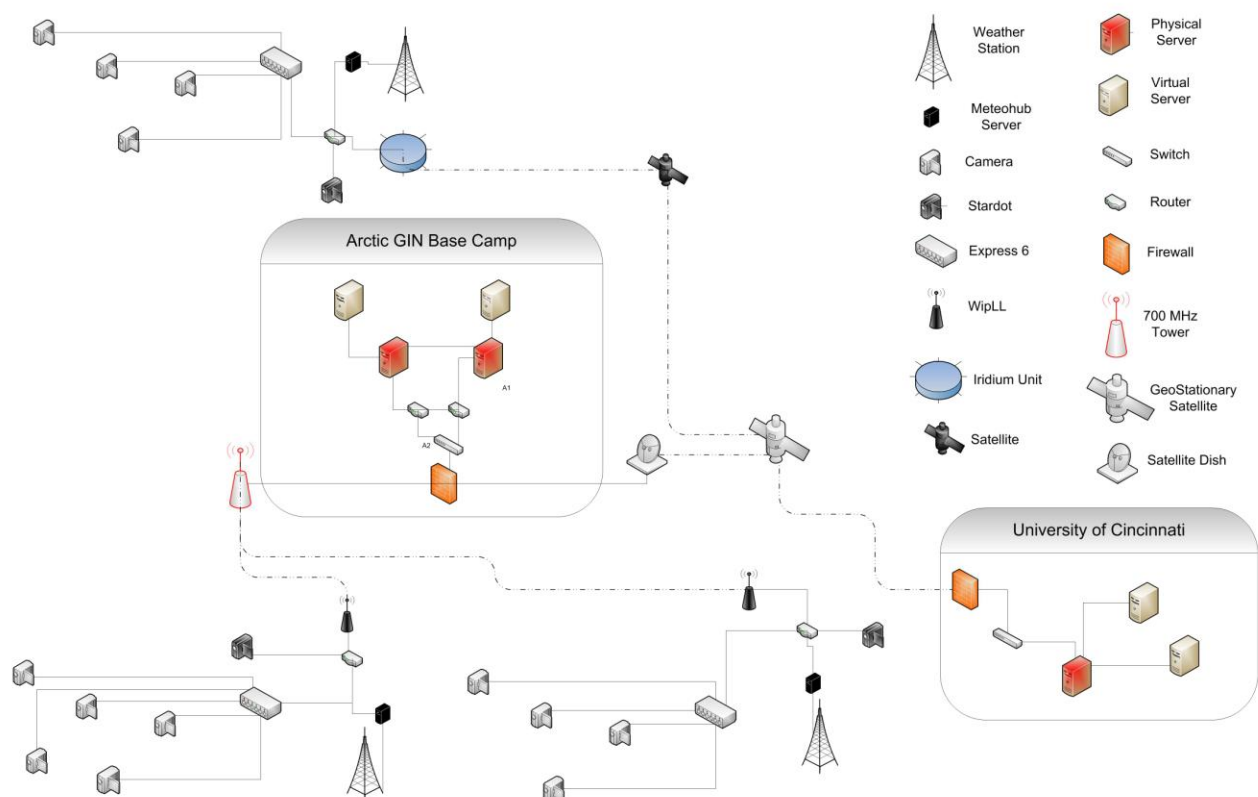 Weather
Station
Physical
Server
Meteohub
Server
Virtual
Server
Camera
Switch
Stardot
Router
Express 6
Firewall
WipLL
700 MHz
Tower
Iridium Unit
GeoStationary
Satellite
Satellite
Satellite Dish
Arctic GIN Base Camp
A1
A2
University of Cincinnati